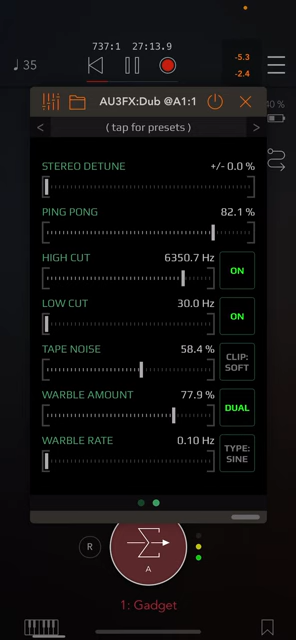 ♩ 35
737:1 27:13.9
-5.3
-2.4
40 %
AU3FX:Dub @A1:1
< ( tap for presets ) >
STEREO DETUNE +/- 0.0 %
PING PONG 82.1 %
HIGH CUT 6350.7 Hz
ON
LOW CUT 30.0 Hz
ON
TAPE NOISE 58.4 %
CLIP:
SOFT
WARBLE AMOUNT 77.9 %
DUAL
WARBLE RATE 0.10 Hz
TYPE:
SINE
R
A
1: Gadget